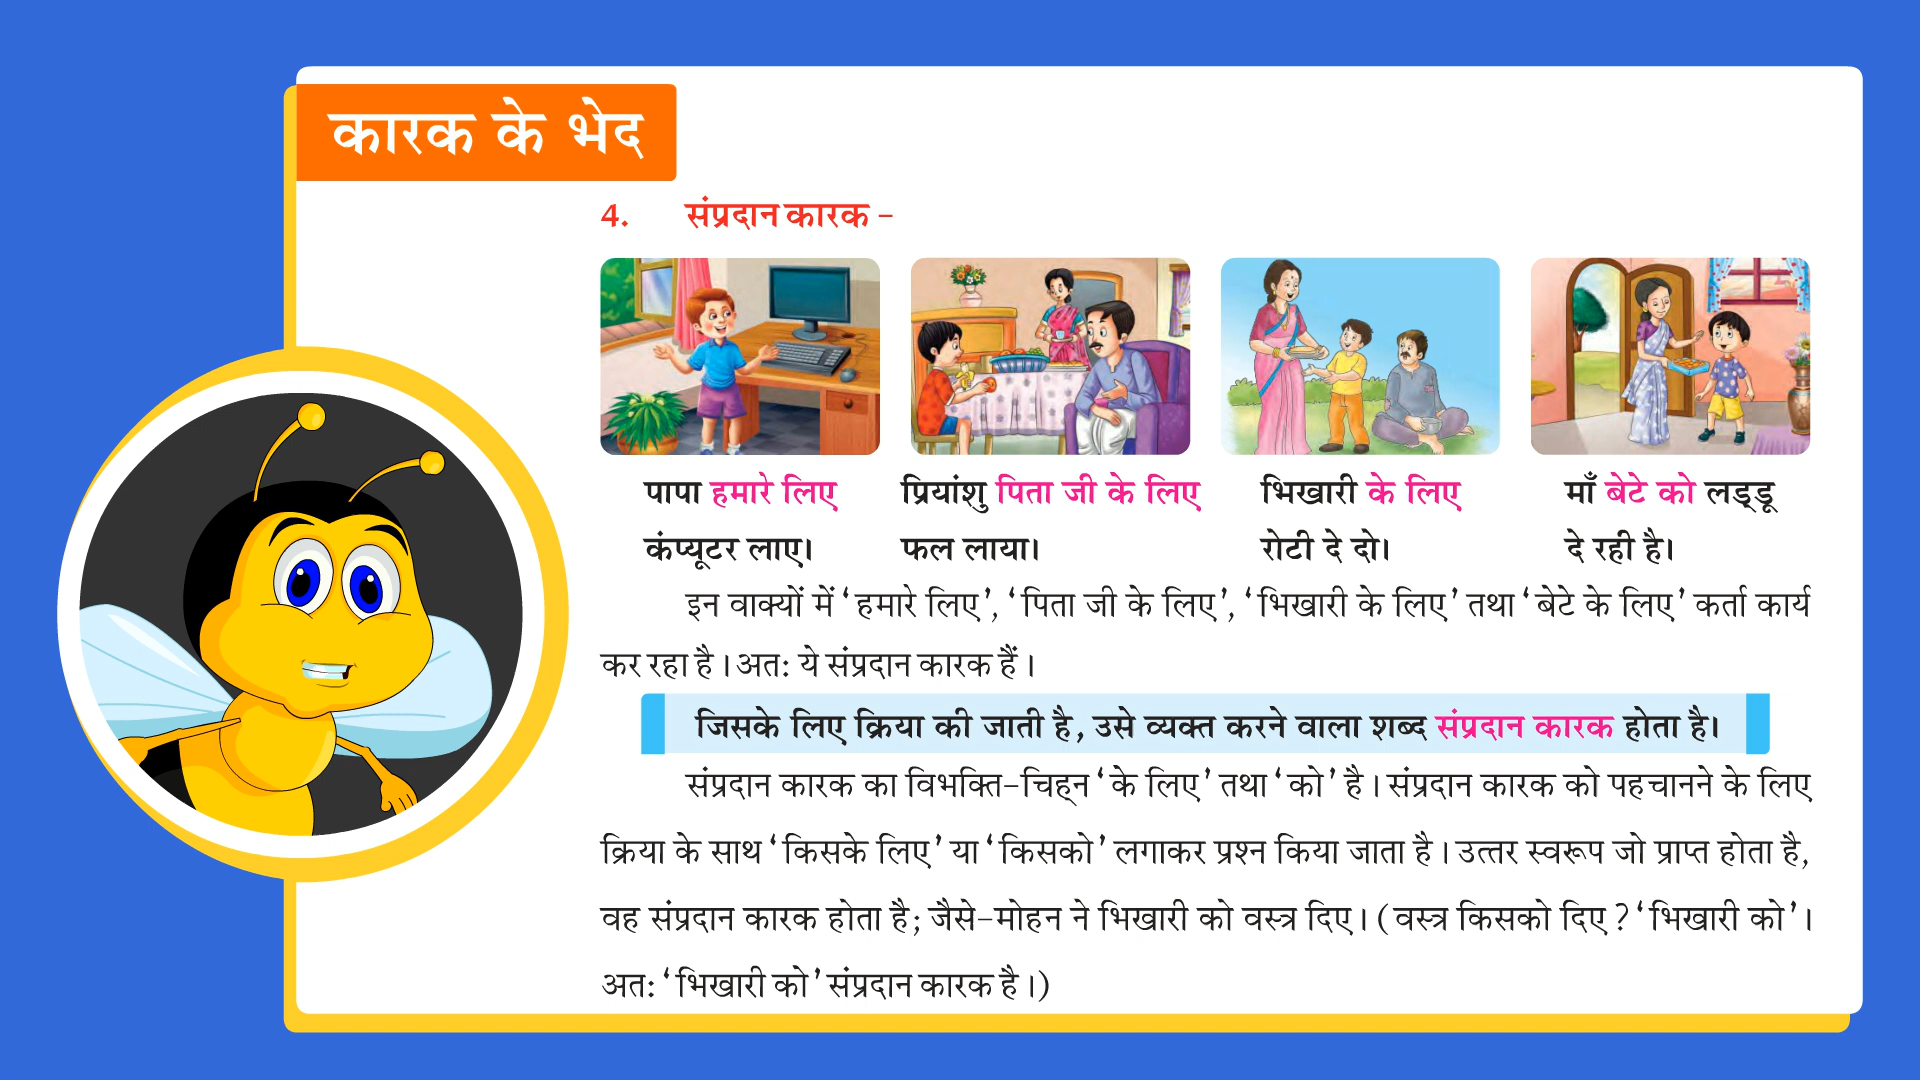 कारक के भेद
4. संप्रदान कारक –
पापा हमारे लिए
कंप्यूटर लाए।
प्रियांशु पिता जी के लिए
फल लाया।
भिखारी के लिए
रोटी दे दो।
माँ बेटे को लड्डू
दे रही है।
इन वाक्यों में ‘हमारे लिए’, ‘पिता जी के लिए’, ‘भिखारी के लिए’ तथा ‘बेटे के लिए’ कर्ता कार्य
कर रहा है। अत: ये संप्रदान कारक हैं।
जिसके लिए क्रिया की जाती है, उसे व्यक्त करने वाला शब्द संप्रदान कारक होता है।
संप्रदान कारक का विभक्ति–चिह्न ‘के लिए’ तथा ‘को’ है। संप्रदान कारक को पहचानने के लिए
क्रिया के साथ ‘किसके लिए’ या ‘किसको’ लगाकर प्रश्न किया जाता है। उत्तर स्वरूप जो प्राप्त होता है,
वह संप्रदान कारक होता है; जैसे–मोहन ने भिखारी को वस्त्र दिए। (वस्त्र किसको दिए? ‘भिखारी को’।
अत: ‘भिखारी को’ संप्रदान कारक है।)